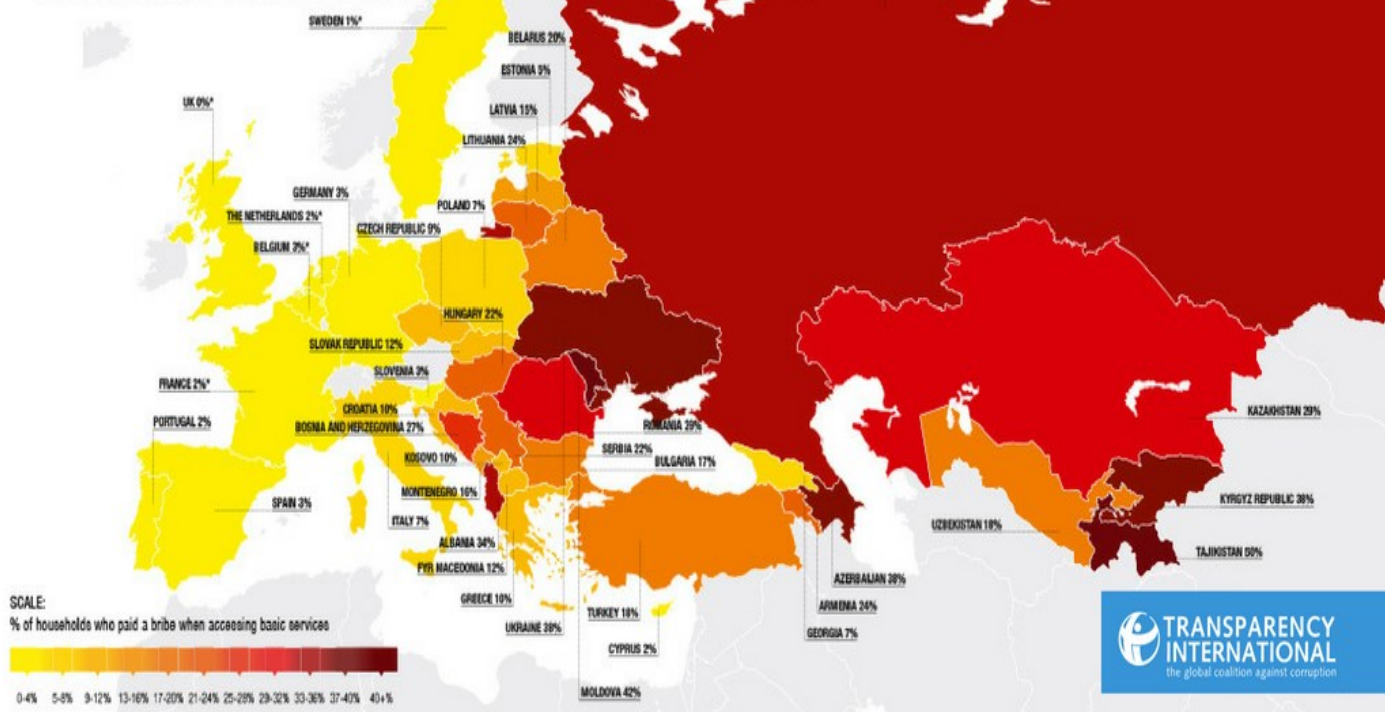 SWEDEN 1%*
BELARUS 20%
ESTONIA 5%
UK 0%*
LATVIA 15%
LITHUANIA 24%
GERMANY 3%
POLAND 7%
THE NETHERLANDS 2%*
CZECH REPUBLIC 9%
BELGIUM 3%*
HUNGARY 22%
SLOVAK REPUBLIC 12%
SLOVENIA 3%
FRANCE 2%*
CROATIA 10%
KAZAKHSTAN 29%
PORTUGAL 2%
BOSNIA AND HERZEGOVINA 27%
ROMANIA 29%
SERBIA 22%
KOSOVO 10%
BULGARIA 17%
MONTENEGRO 16%
KYRGYZ REPUBLIC 38%
SPAIN 3%
ITALY 7%
UZBEKISTAN 18%
ALBANIA 34%
TAJIKISTAN 50%
FYR MACEDONIA 12%
AZERBAIJAN 38%
GREECE 10%
ARMENIA 24%
TURKEY 18%
UKRAINE 38%
GEORGIA 7%
CYPRUS 2%
MOLDOVA 42%
SCALE:
% of households who paid a bribe when accessing basic services
0-4% 5-8% 9-12% 13-16% 17-20% 21-24% 25-28% 29-32% 33-36% 37-40% 40+%
TRANSPARENCY
INTERNATIONAL
the global coalition against corruption